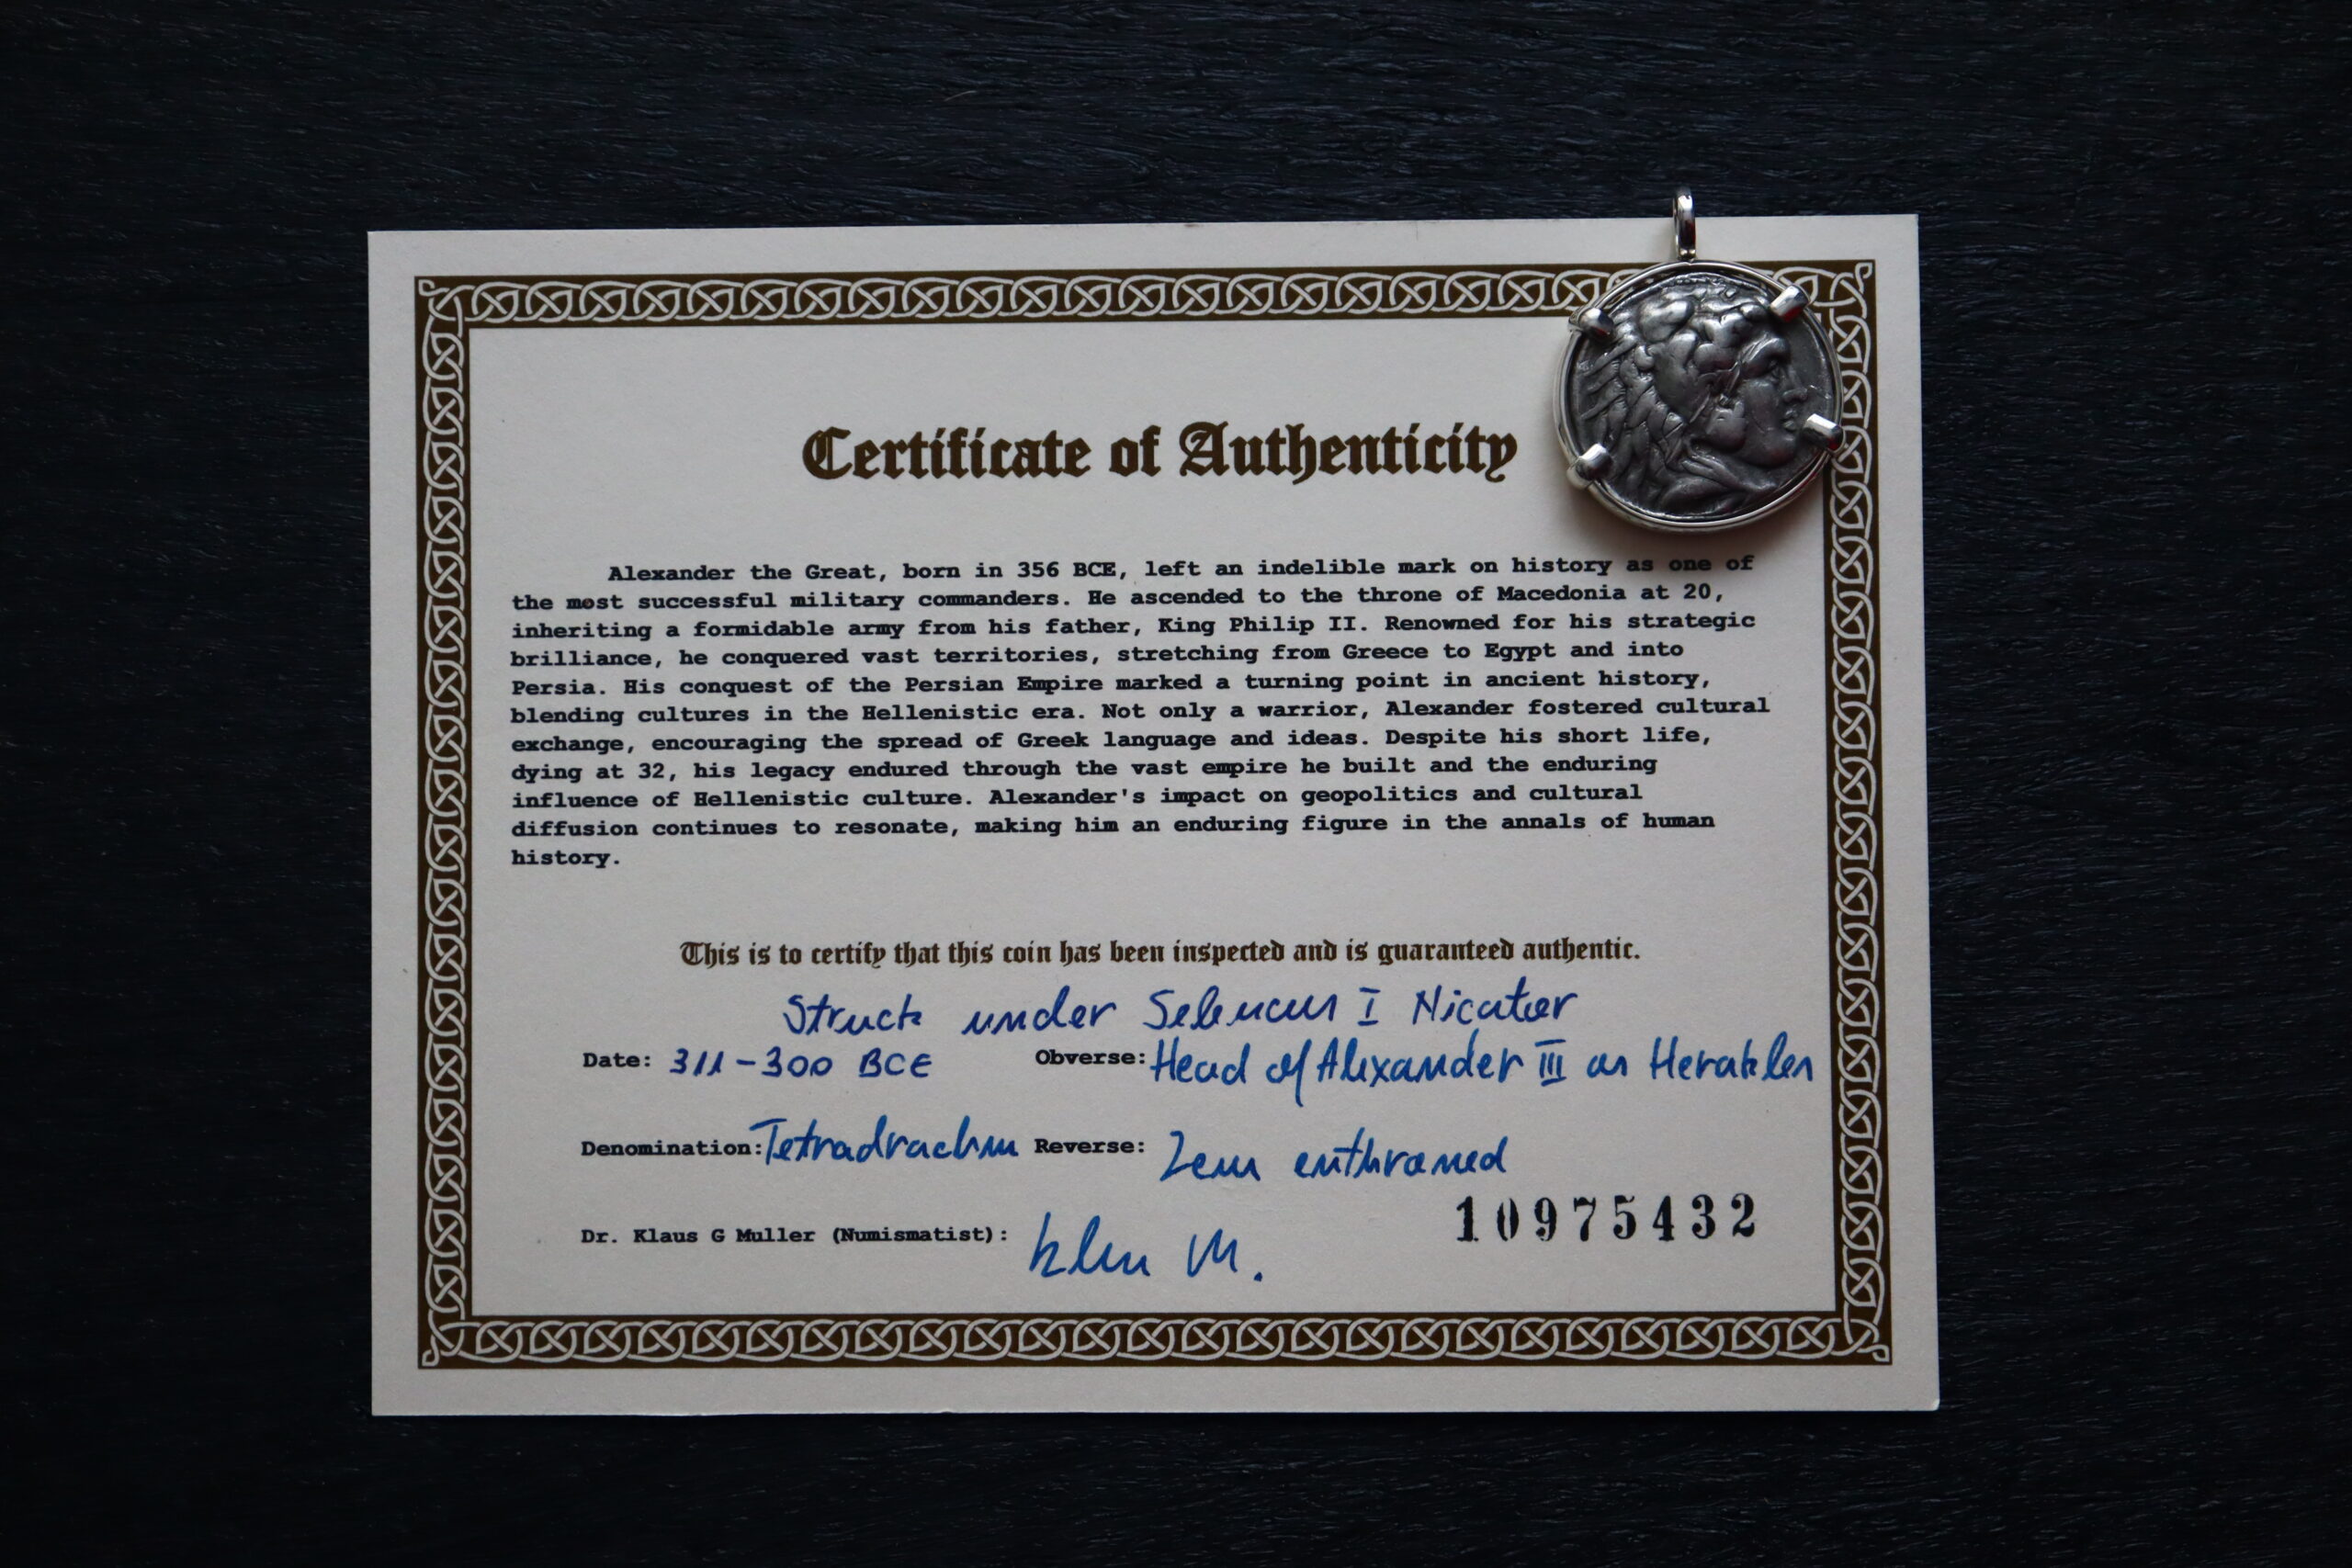 Certificate of Authenticity
Alexander the Great, born in 356 BCE, left an indelible mark on history as one of
the most successful military commanders. He ascended to the throne of Macedonia at 20,
inheriting a formidable army from his father, King Philip II. Renowned for his strategic
brilliance, he conquered vast territories, stretching from Greece to Egypt and into
Persia. His conquest of the Persian Empire marked a turning point in ancient history,
blending cultures in the Hellenistic era. Not only a warrior, Alexander fostered cultural
exchange, encouraging the spread of Greek language and ideas. Despite his short life,
dying at 32, his legacy endured through the vast empire he built and the enduring
influence of Hellenistic culture. Alexander's impact on geopolitics and cultural
diffusion continues to resonate, making him an enduring figure in the annals of human
history.
This is to certify that this coin has been inspected and is guaranteed authentic.
Struck under Seleucus I Nicator
Date: 311-300 BCE Obverse: Head of Alexander III as Herakles
Denomination: Tetradrachm Reverse: Zeus enthroned
10975432
Dr. Klaus G Muller (Numismatist): Klaus M.